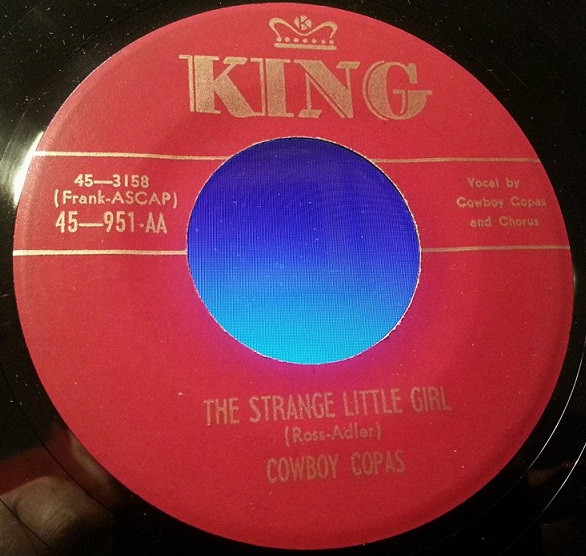 K
KING
45—3158
(Frank-ASCAP)
45—951-AA
Vocal by
Cowboy Copas
and Chorus
THE STRANGE LITTLE GIRL
(Ross-Adler)
COWBOY COPAS